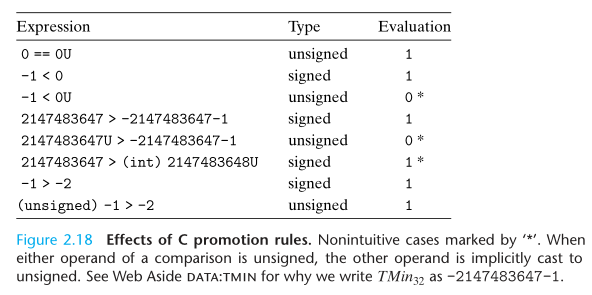 Expression Type Evaluation
0 == 0U unsigned 1
-1 < 0 signed 1
-1 < 0U unsigned 0 *
2147483647 > -2147483647-1 signed 1
2147483647U > -2147483647-1 unsigned 0 *
2147483647 > (int) 2147483648U signed 1 *
-1 > -2 signed 1
(unsigned) -1 > -2 unsigned 1
Figure 2.18 Effects of C promotion rules. Nonintuitive cases marked by ‘*’. When
either operand of a comparison is unsigned, the other operand is implicitly cast to
unsigned. See Web Aside DATA:TMIN for why we write TMin32 as -2147483647-1.